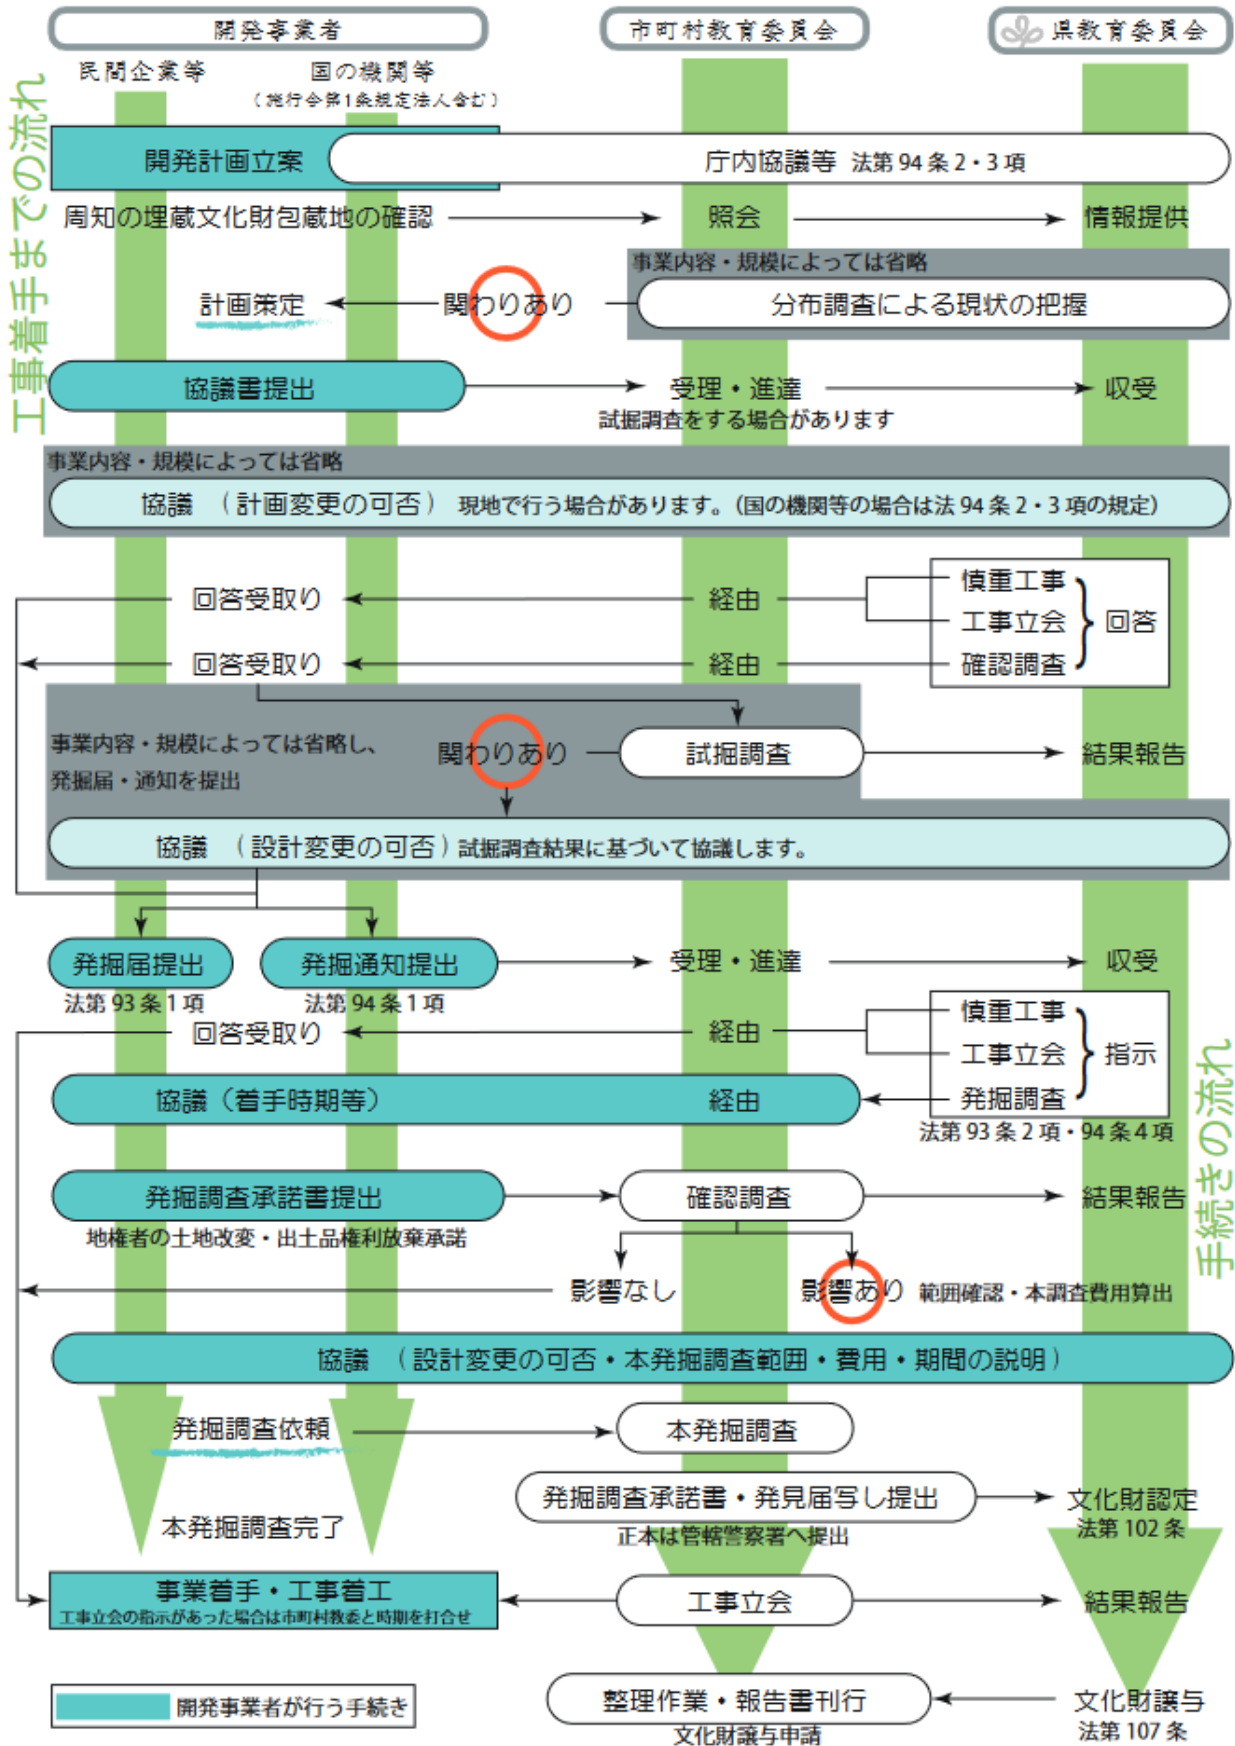 開発事業者
市町村教育委員会
県教育委員会
民間企業等
国の機関等
（施行令第1条規定法人含む）
工事着手までの流れ
開発計画立案
庁内協議等 法第 94 条 2・3 項
周知の埋蔵文化財包蔵地の確認
照会
情報提供
事業内容・規模によっては省略
計画策定
関わりあり
分布調査による現状の把握
協議書提出
受理・進達
収受
試掘調査をする場合があります
事業内容・規模によっては省略
協議 （計画変更の可否） 現地で行う場合があります。（国の機関等の場合は法 94 条 2・3 項の規定）
回答受取り
経由
慎重工事
工事立会
回答
回答受取り
経由
確認調査
事業内容・規模によっては省略し、
発掘届・通知を提出
関わりあり
試掘調査
結果報告
協議 （設計変更の可否）試掘調査結果に基づいて協議します。
発掘届提出
発掘通知提出
受理・進達
収受
法第 93 条 1 項
法第 94 条 1 項
回答受取り
経由
慎重工事
工事立会
指示
協議（着手時期等）
経由
発掘調査
法第 93 条 2 項・94 条 4 項
手続きの流れ
発掘調査承諾書提出
確認調査
結果報告
地権者の土地改変・出土品権利放棄承諾
影響なし
影響あり
範囲確認・本調査費用算出
協議 （設計変更の可否・本発掘調査範囲・費用・期間の説明）
発掘調査依頼
本発掘調査
発掘調査承諾書・発見届写し提出
文化財認定
法第 102 条
正本は管轄警察署へ提出
本発掘調査完了
事業着手・工事着工
工事立会の指示があった場合は市町村教委と時期を打合せ
工事立会
結果報告
開発事業者が行う手続き
整理作業・報告書刊行
文化財譲与
文化財譲与申請
法第 107 条